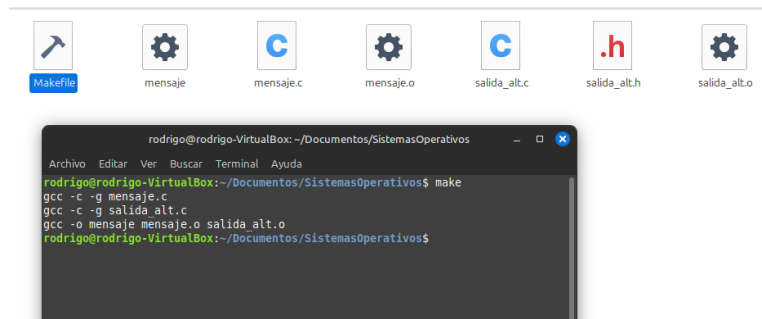 C
.h
C
Makefile mensaje mensaje.c mensaje.o salida_alt.c salida_alt.h salida_alt.o
rodrigo@rodrigo-VirtualBox: ~/Documentos/SistemasOperativos
Archivo Editar Ver Buscar Terminal Ayuda
rodrigo@rodrigo-VirtualBox:~/Documentos/SistemasOperativos$ make
gcc -c -g mensaje.c
gcc -c -g salida_alt.c
gcc -o mensaje mensaje.o salida_alt.o
rodrigo@rodrigo-VirtualBox:~/Documentos/SistemasOperativos$